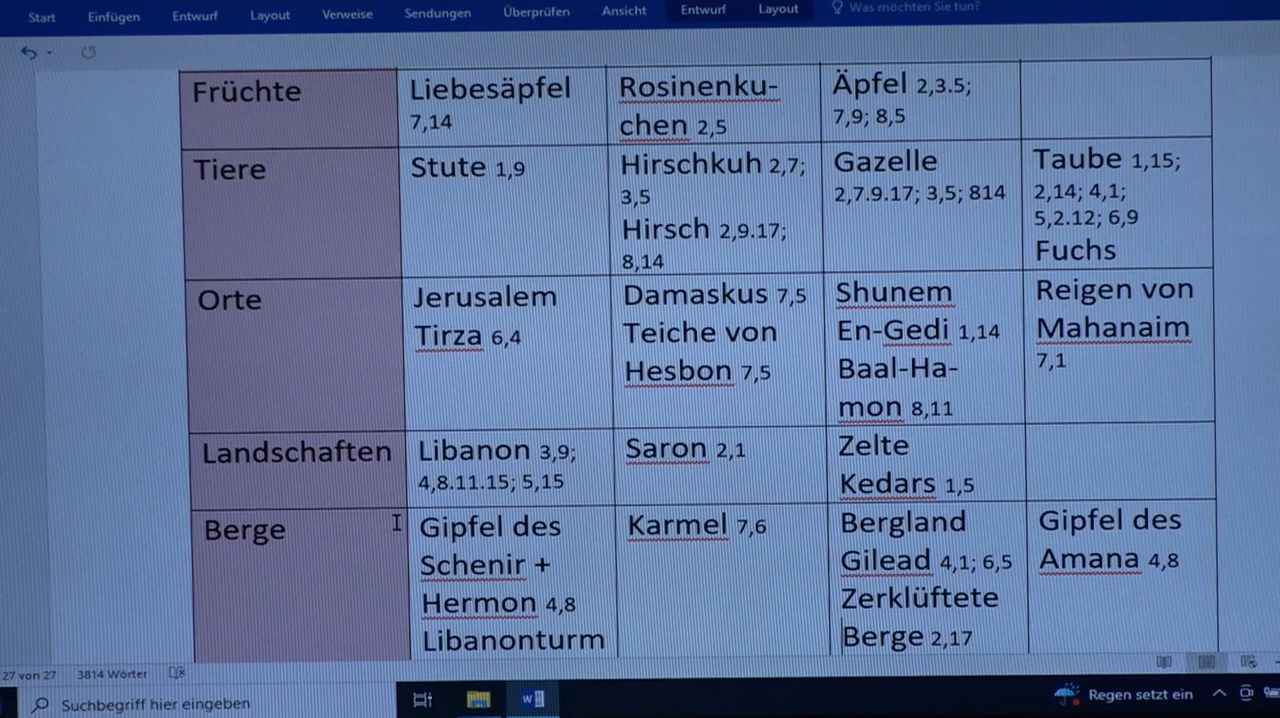 Start Einfügen Entwurf Layout Verweise Sendungen Überprüfen Ansicht Entwurf Layout Was möchten Sie tun?
Früchte
Liebesäpfel
7,14
Rosinenku-
chen 2,5
Äpfel 2,3.5;
7,9; 8,5
Tiere
Stute 1,9
Hirschkuh 2,7;
3,5
Hirsch 2,9.17;
8,14
Gazelle
2,7.9.17; 3,5; 814
Taube 1,15;
2,14; 4,1;
5,2.12; 6,9
Fuchs
Orte
Jerusalem
Tirza 6,4
Damaskus 7,5
Teiche von
Hesbon 7,5
Shunem
En-Gedi 1,14
Baal-Ha-
mon 8,11
Reigen von
Mahanaim
7,1
Landschaften
Libanon 3,9;
4,8.11.15; 5,15
Saron 2,1
Zelte
Kedars 1,5
Berge
Gipfel des
Schenir +
Hermon 4,8
Libanonturm
Karmel 7,6
Bergland
Gilead 4,1; 6,5
Zerklüftete
Berge 2,17
Gipfel des
Amana 4,8
27 von 27 3814 Wörter
Suchbegriff hier eingeben
W
Regen setzt ein